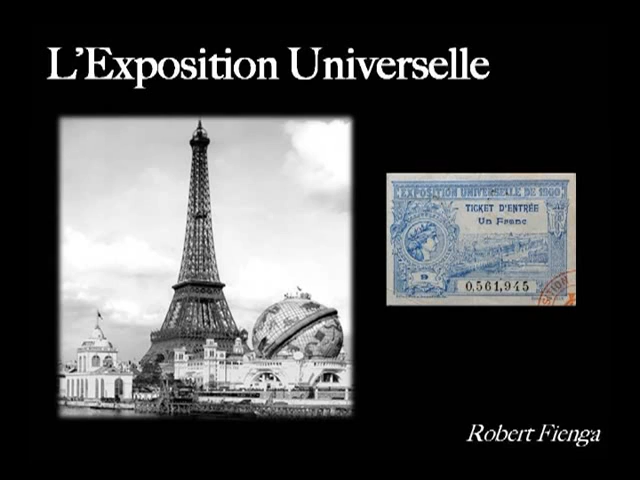 L'Exposition Universelle
EXPOSITION UNIVERSELLE DE 1900
TICKET D'ENTRÉE
Un Franc
0,561,945
Robert Fienga